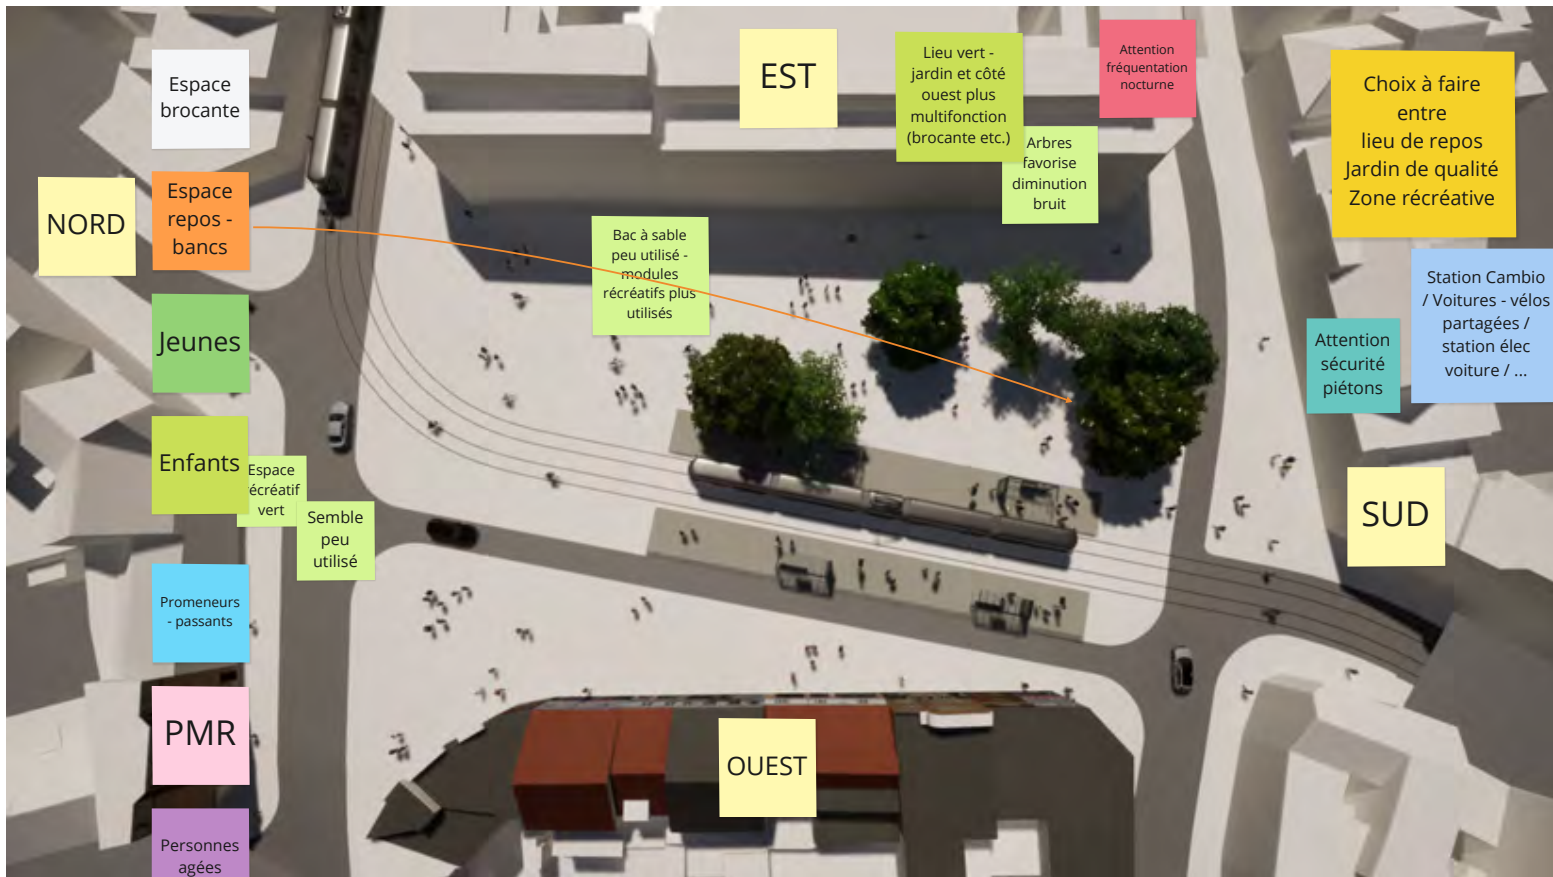 Espace
brocante
NORD
Espace
repos -
bancs
Jeunes
Enfants
Espace
récréatif
vert
Semble
peu
utilisé
Promeneurs
- passants
PMR
Personnes
agées
EST
Lieu vert -
jardin et côté
ouest plus
multifonction
(brocante etc.)
Attention
fréquentation
nocturne
Arbres
favorise
diminution
bruit
Bac à sable
peu utilisé -
modules
récréatifs plus
utilisés
Choix à faire
entre
lieu de repos
Jardin de qualité
Zone récréative
Station Cambio
/ Voitures - vélos
partagées /
station élec
voiture / ...
Attention
sécurité
piétons
SUD
OUEST